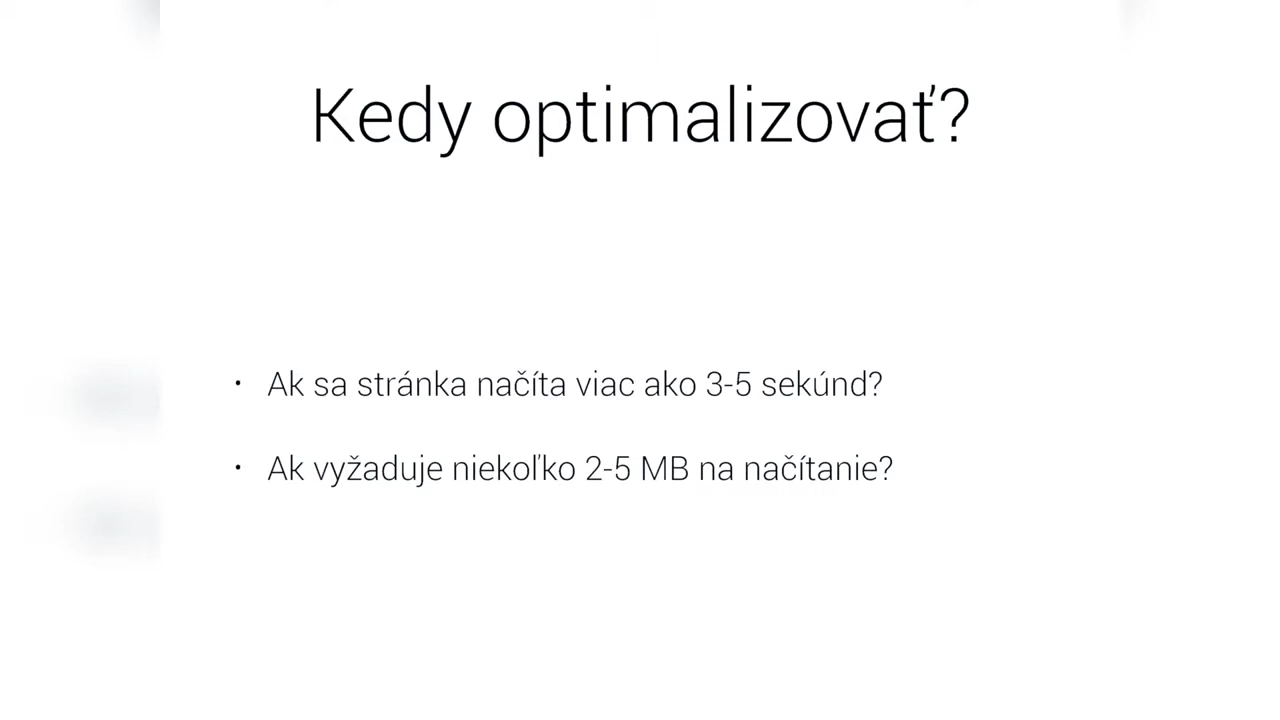 Kedy optimalizovať?
• Ak sa stránka načíta viac ako 3-5 sekúnd?
• Ak vyžaduje niekoľko 2-5 MB na načítanie?